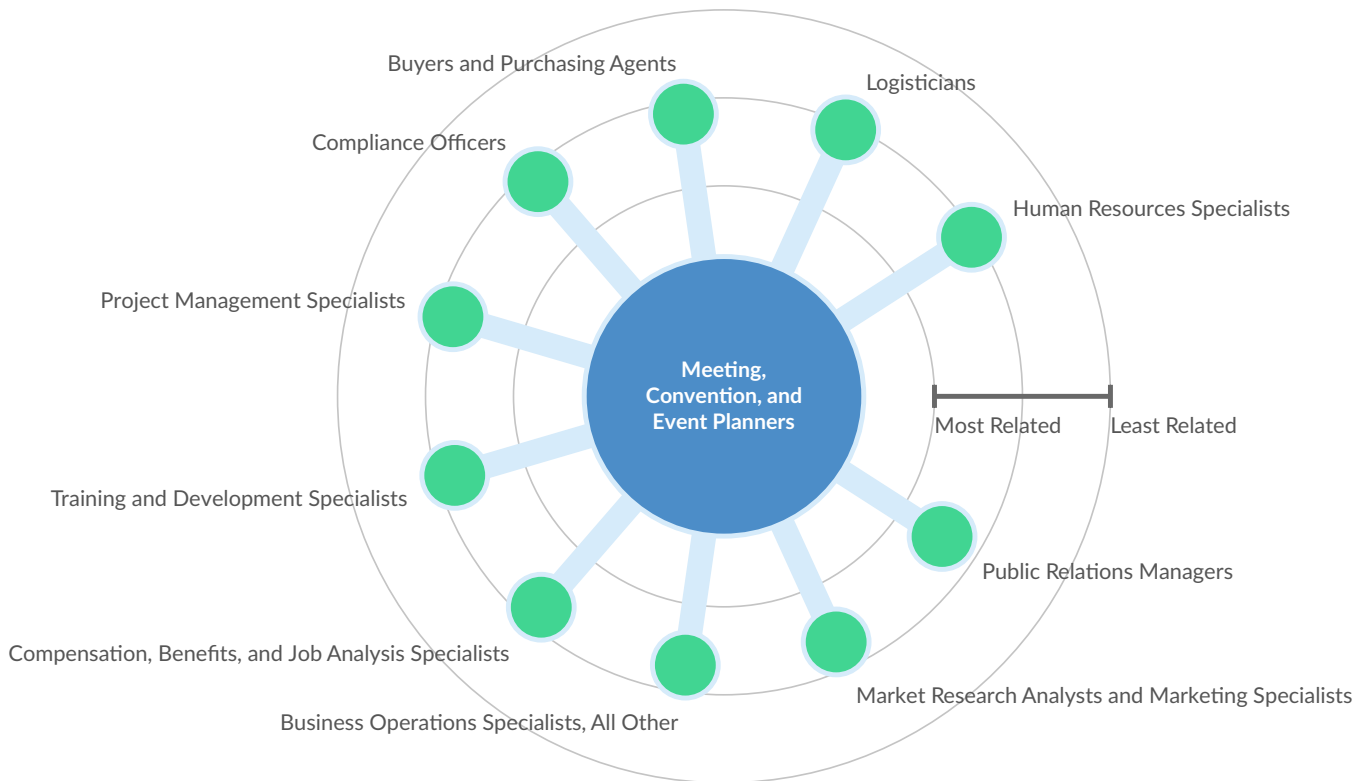 Buyers and Purchasing Agents
Logisticians
Compliance Officers
Human Resources Specialists
Project Management Specialists
Meeting,
Convention, and
Event Planners
Most Related
Least Related
Training and Development Specialists
Public Relations Managers
Compensation, Benefits, and Job Analysis Specialists
Market Research Analysts and Marketing Specialists
Business Operations Specialists, All Other